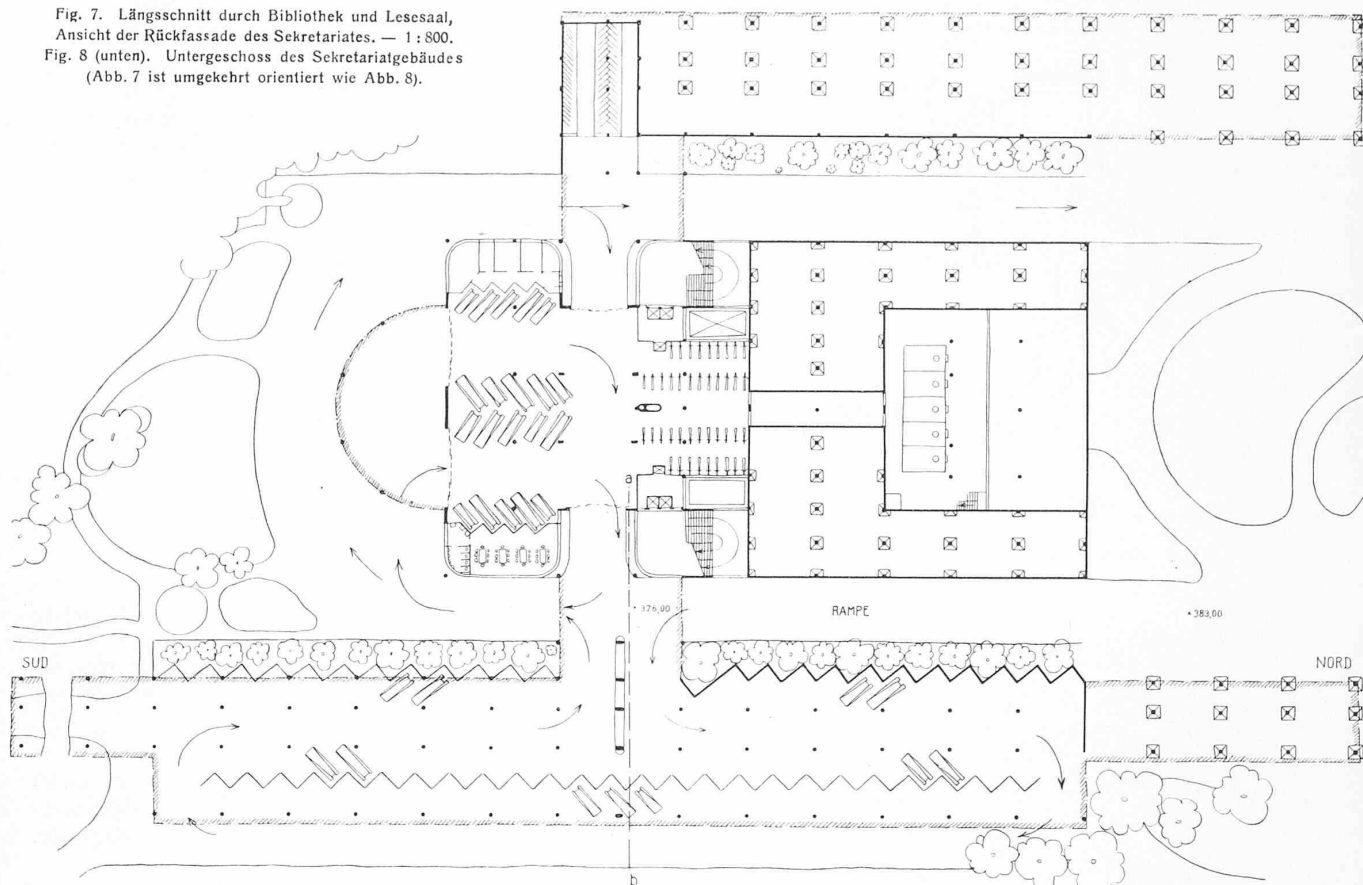 Fig. 7. Längsschnitt durch Bibliothek und Lesesaal,
Ansicht der Rückfassade des Sekretariates. — 1 : 800.
Fig. 8 (unten). Untergeschoss des Sekretariatgebäudes
(Abb. 7 ist umgekehrt orientiert wie Abb. 8).
a
376,00
RAMPE
383,00
SUD
NORD
b